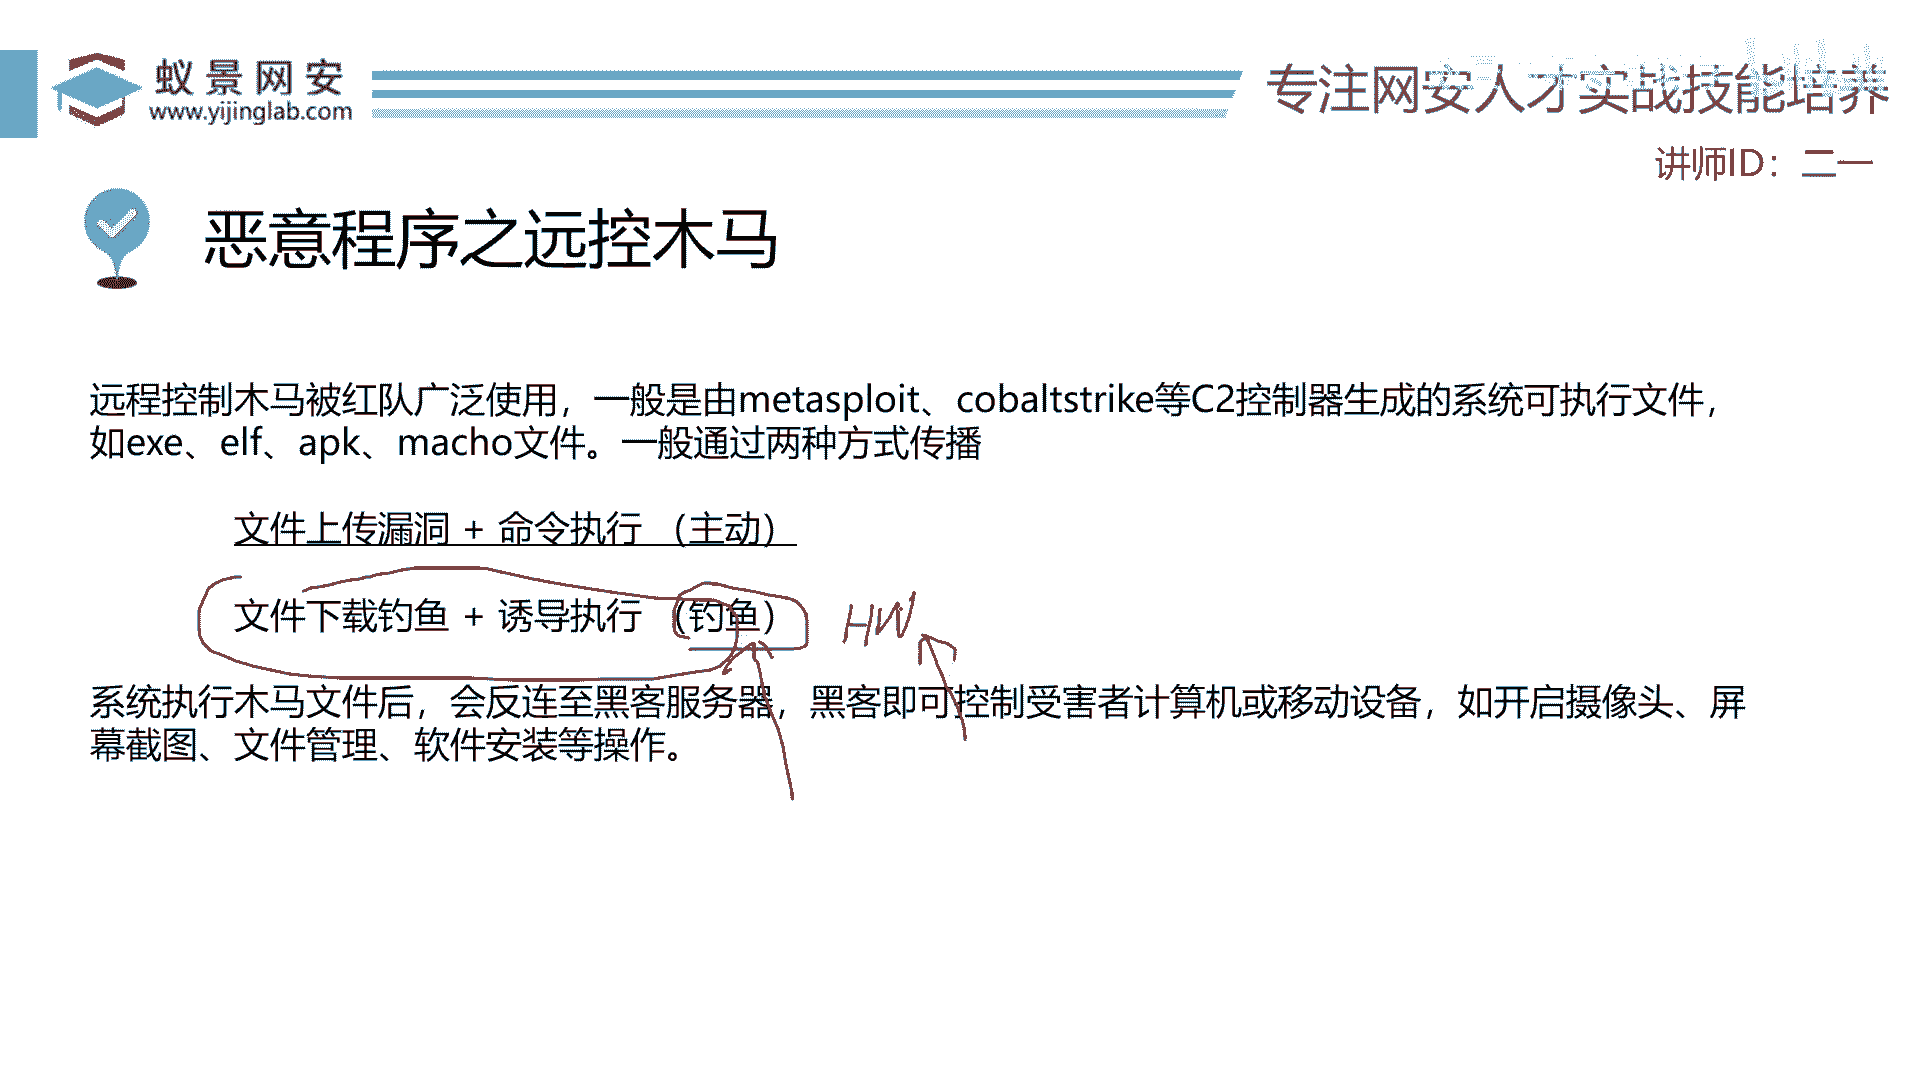 蚁景网安
www.yijinglab.com
专注网安人才实战技能培养
讲师ID：二一
恶意程序之远控木马
远程控制木马被红队广泛使用，一般是由metasploit、cobaltstrike等C2控制器生成的系统可执行文件，
如exe、elf、apk、macho文件。一般通过两种方式传播
文件上传漏洞 + 命令执行 （主动）
文件下载钓鱼 + 诱导执行 （钓鱼） HW
系统执行木马文件后，会反连至黑客服务器，黑客即可控制受害者计算机或移动设备，如开启摄像头、屏
幕截图、文件管理、软件安装等操作。